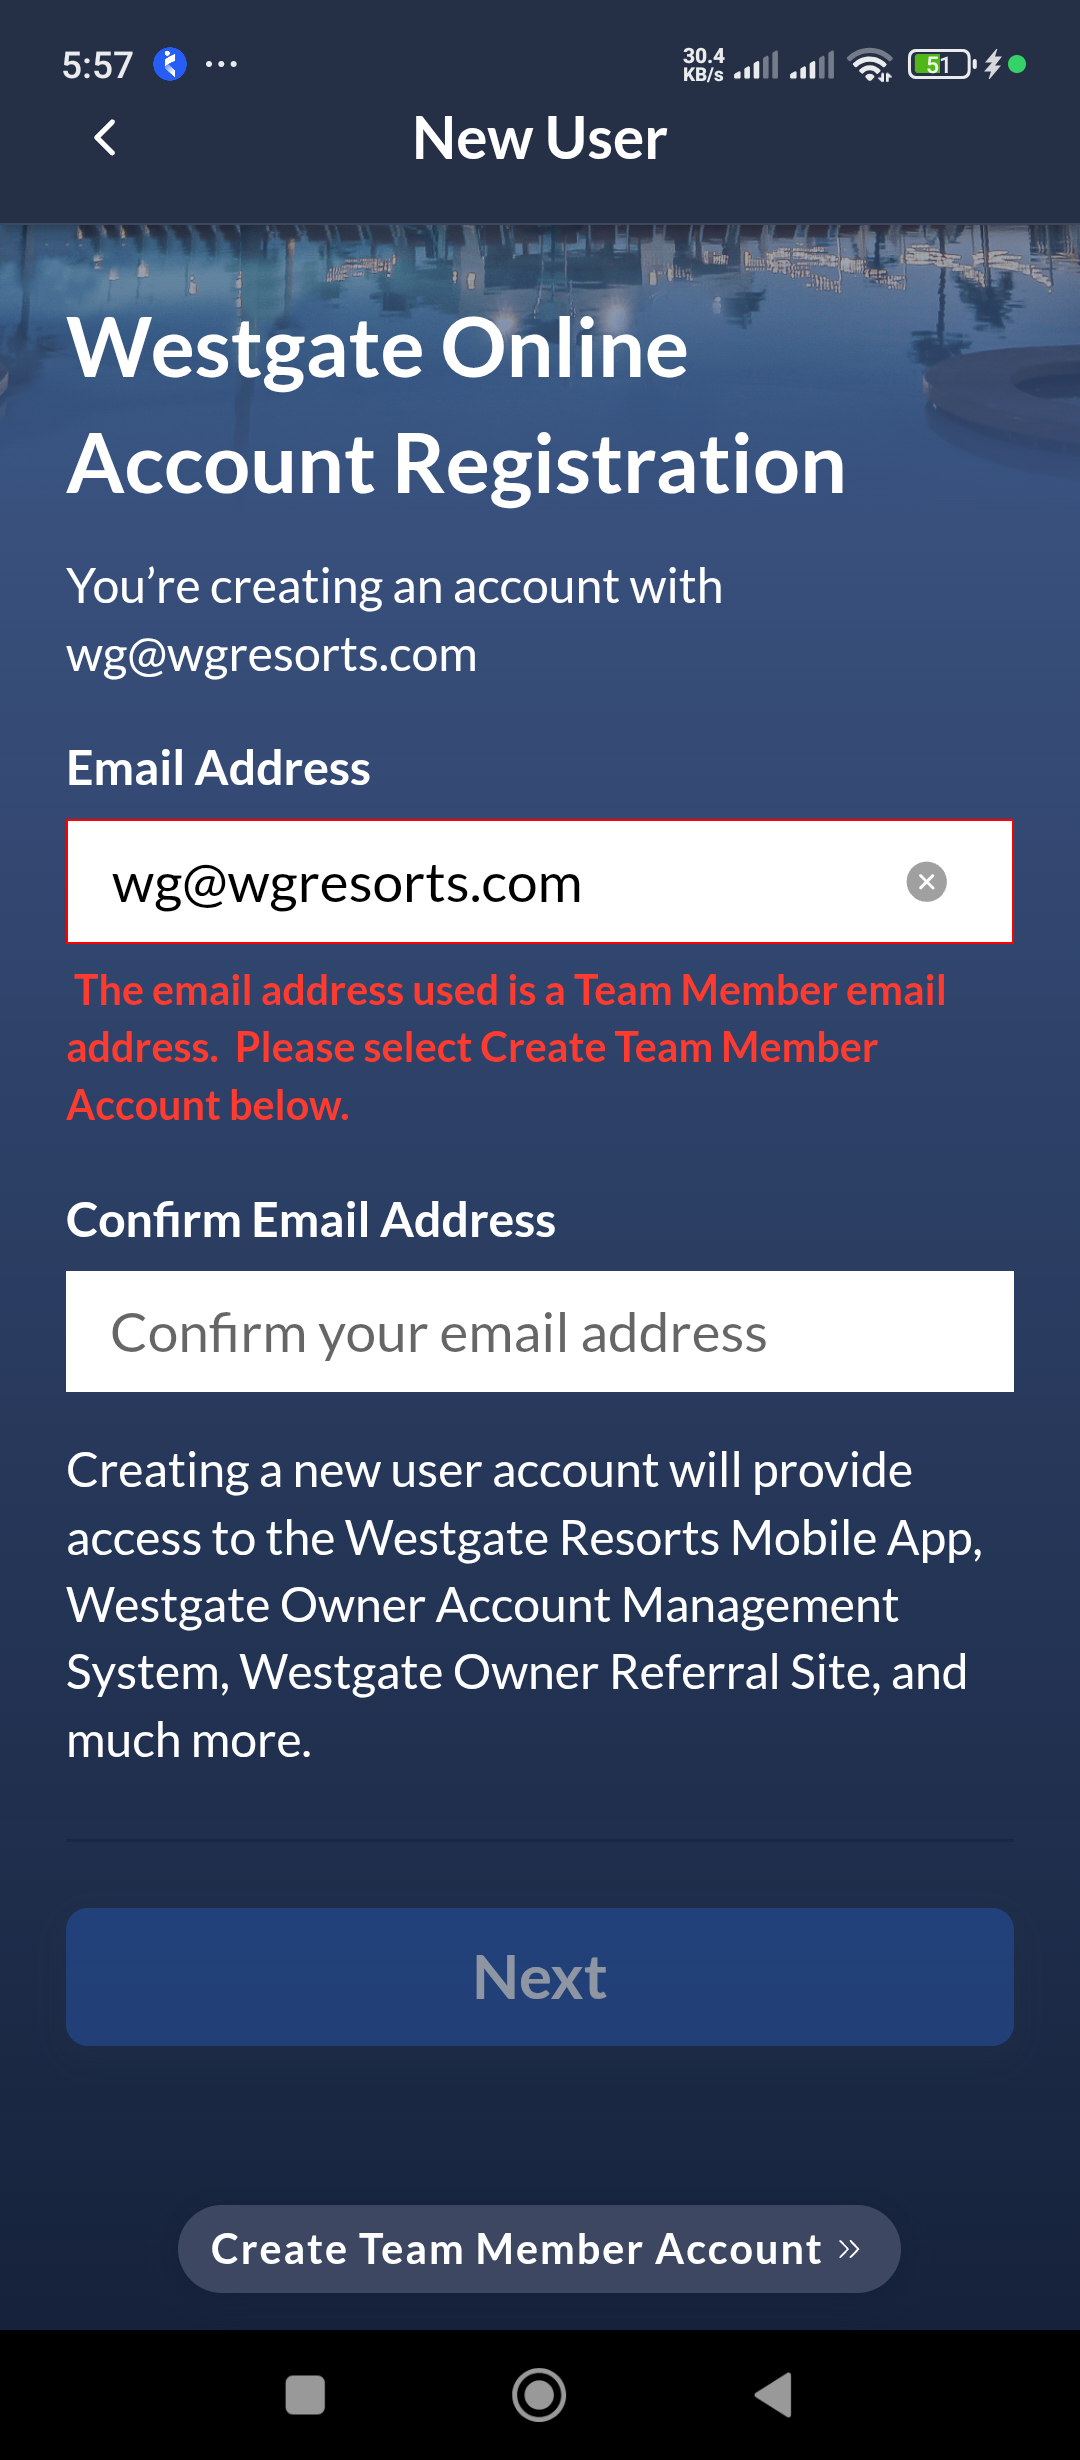 5:57
30.4
KB/s
51
New User
Westgate Online
Account Registration
You’re creating an account with
wg@wgresorts.com
Email Address
wg@wgresorts.com
The email address used is a Team Member email
address.  Please select Create Team Member
Account below.
Confirm Email Address
Confirm your email address
Creating a new user account will provide
access to the Westgate Resorts Mobile App,
Westgate Owner Account Management
System, Westgate Owner Referral Site, and
much more.
Next
Create Team Member Account »